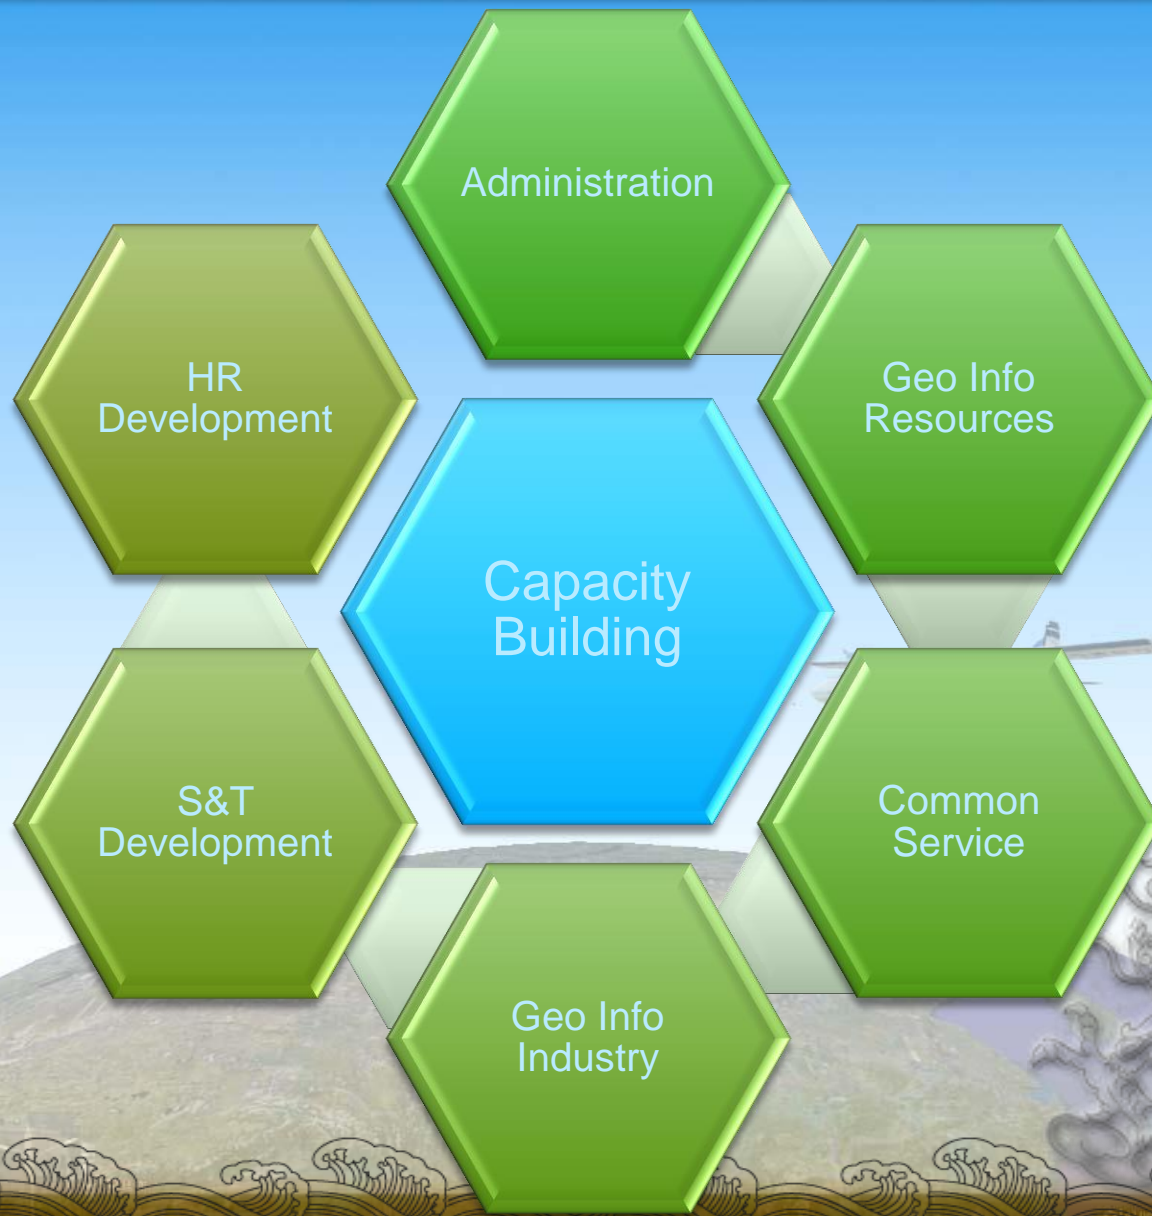 Administration
HR
Development
Geo Info
Resources
Capacity
Building
S&T
Development
Common
Service
Geo Info
Industry